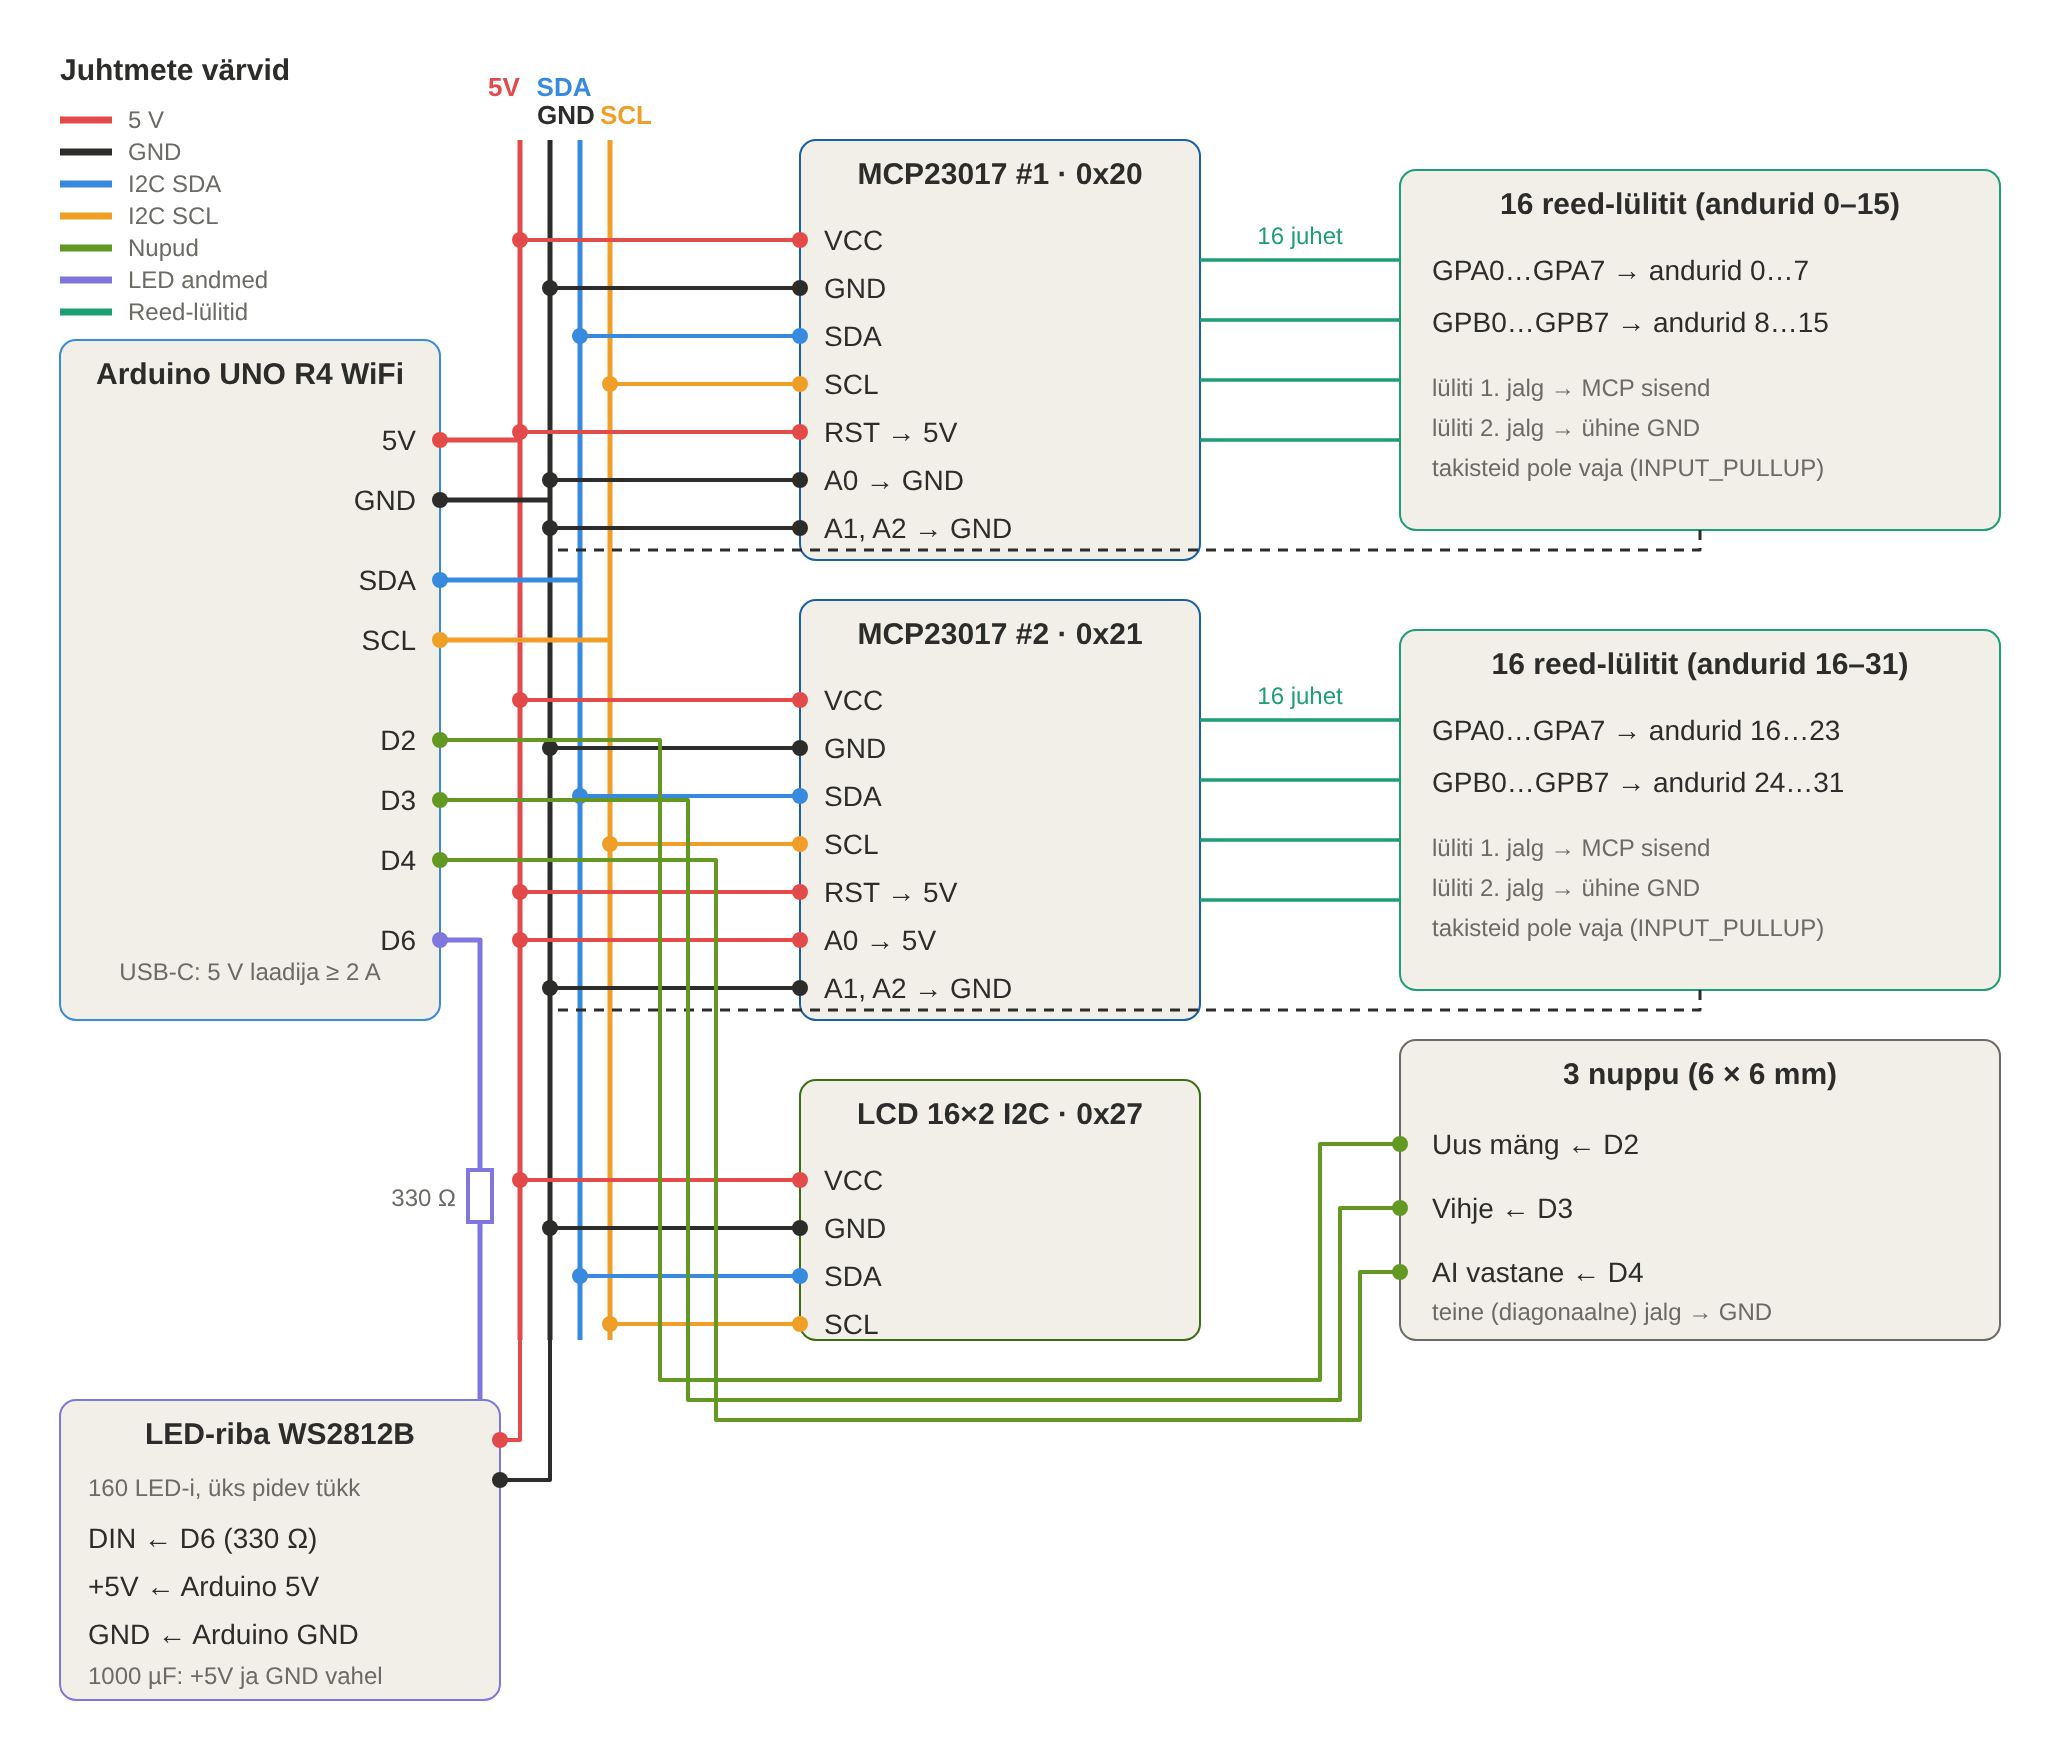 Juhtmete värvid
5 V
GND
I2C SDA
I2C SCL
Nupud
LED andmed
Reed-lülitid
5V SDA
GND SCL
Arduino UNO R4 WiFi
5V
GND
SDA
SCL
D2
D3
D4
D6
USB-C: 5 V laadija ≥ 2 A
MCP23017 #1 · 0x20
VCC
GND
SDA
SCL
RST → 5V
A0 → GND
A1, A2 → GND
16 juhet
16 reed-lülitit (andurid 0–15)
GPA0…GPA7 → andurid 0…7
GPB0…GPB7 → andurid 8…15
lüliti 1. jalg → MCP sisend
lüliti 2. jalg → ühine GND
takisteid pole vaja (INPUT_PULLUP)
MCP23017 #2 · 0x21
VCC
GND
SDA
SCL
RST → 5V
A0 → 5V
A1, A2 → GND
16 juhet
16 reed-lülitit (andurid 16–31)
GPA0…GPA7 → andurid 16…23
GPB0…GPB7 → andurid 24…31
lüliti 1. jalg → MCP sisend
lüliti 2. jalg → ühine GND
takisteid pole vaja (INPUT_PULLUP)
LCD 16×2 I2C · 0x27
VCC
GND
SDA
SCL
3 nuppu (6 × 6 mm)
Uus mäng ← D2
Vihje ← D3
AI vastane ← D4
teine (diagonaalne) jalg → GND
330 Ω
LED-riba WS2812B
160 LED-i, üks pidev tükk
DIN ← D6 (330 Ω)
+5V ← Arduino 5V
GND ← Arduino GND
1000 µF: +5V ja GND vahel